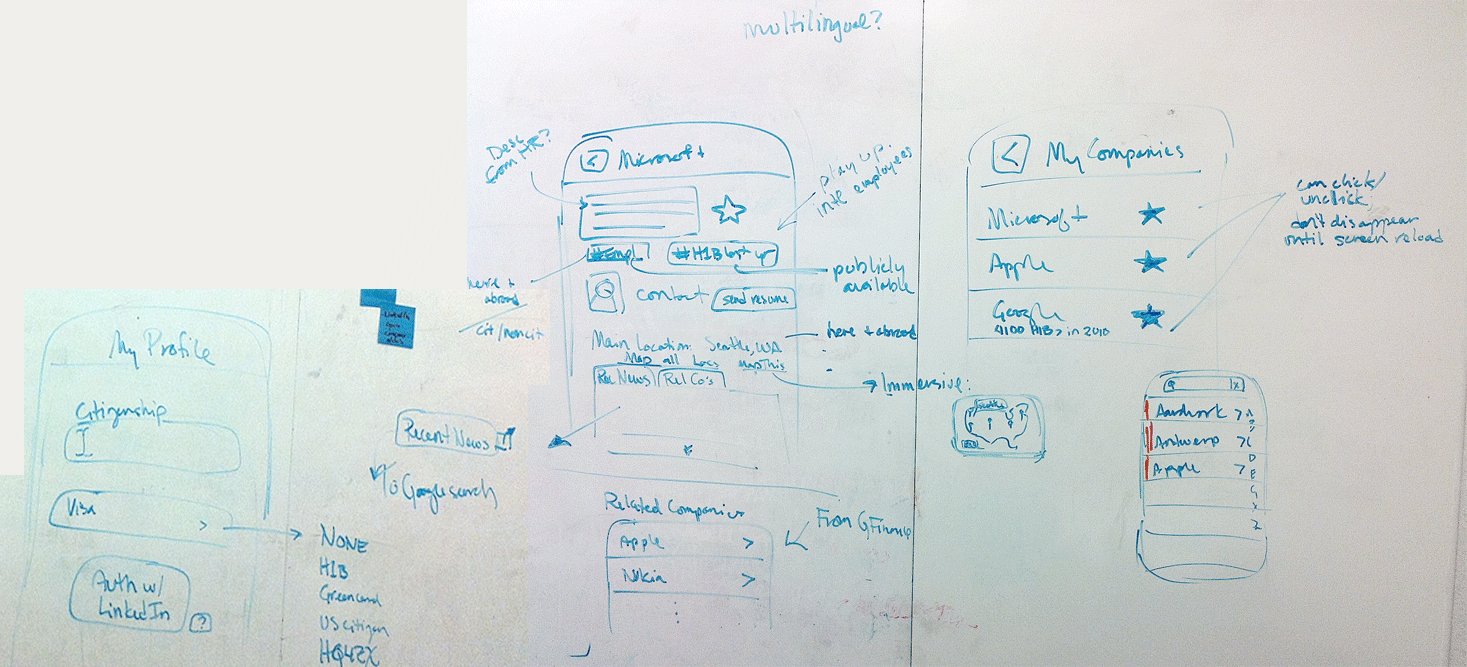 multilingual?
My Profile
Citizenship
Visa
>
NONE
H1B
Greencard
US citizen
Auth w/
LinkedIn
?
Recent News
To Google search
Desc
from HR?
< Microsoft
play up
intl employees
#Empl
#H1B last yr
here +
abroad
cit/noncit
publicly
available
contact
send resume
Main Location: Seattle, WA
Map all Locs
Map This
here + abroad
Rel News
Rel Co's
Immersive:
Related Companies
Apple >
Nokia >
From G Finance
< My Companies
Microsoft
Apple
Google
4100 H1B> in 2010
can click/
unclick,
don't disappear
until screen reload
x
Aardvark >
Antwerp >
Apple >
D
E
G
Z